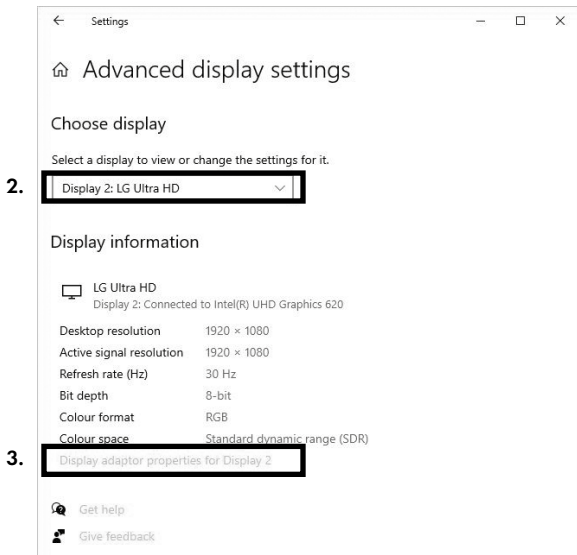 Settings
Advanced display settings
Choose display
Select a display to view or change the settings for it.
2. Display 2: LG Ultra HD
Display information
LG Ultra HD
Display 2: Connected to Intel(R) UHD Graphics 620
Desktop resolution 1920 × 1080
Active signal resolution 1920 × 1080
Refresh rate (Hz) 30 Hz
Bit depth 8-bit
Colour format RGB
Colour space Standard dynamic range (SDR)
3. Display adaptor properties for Display 2
Get help
Give feedback